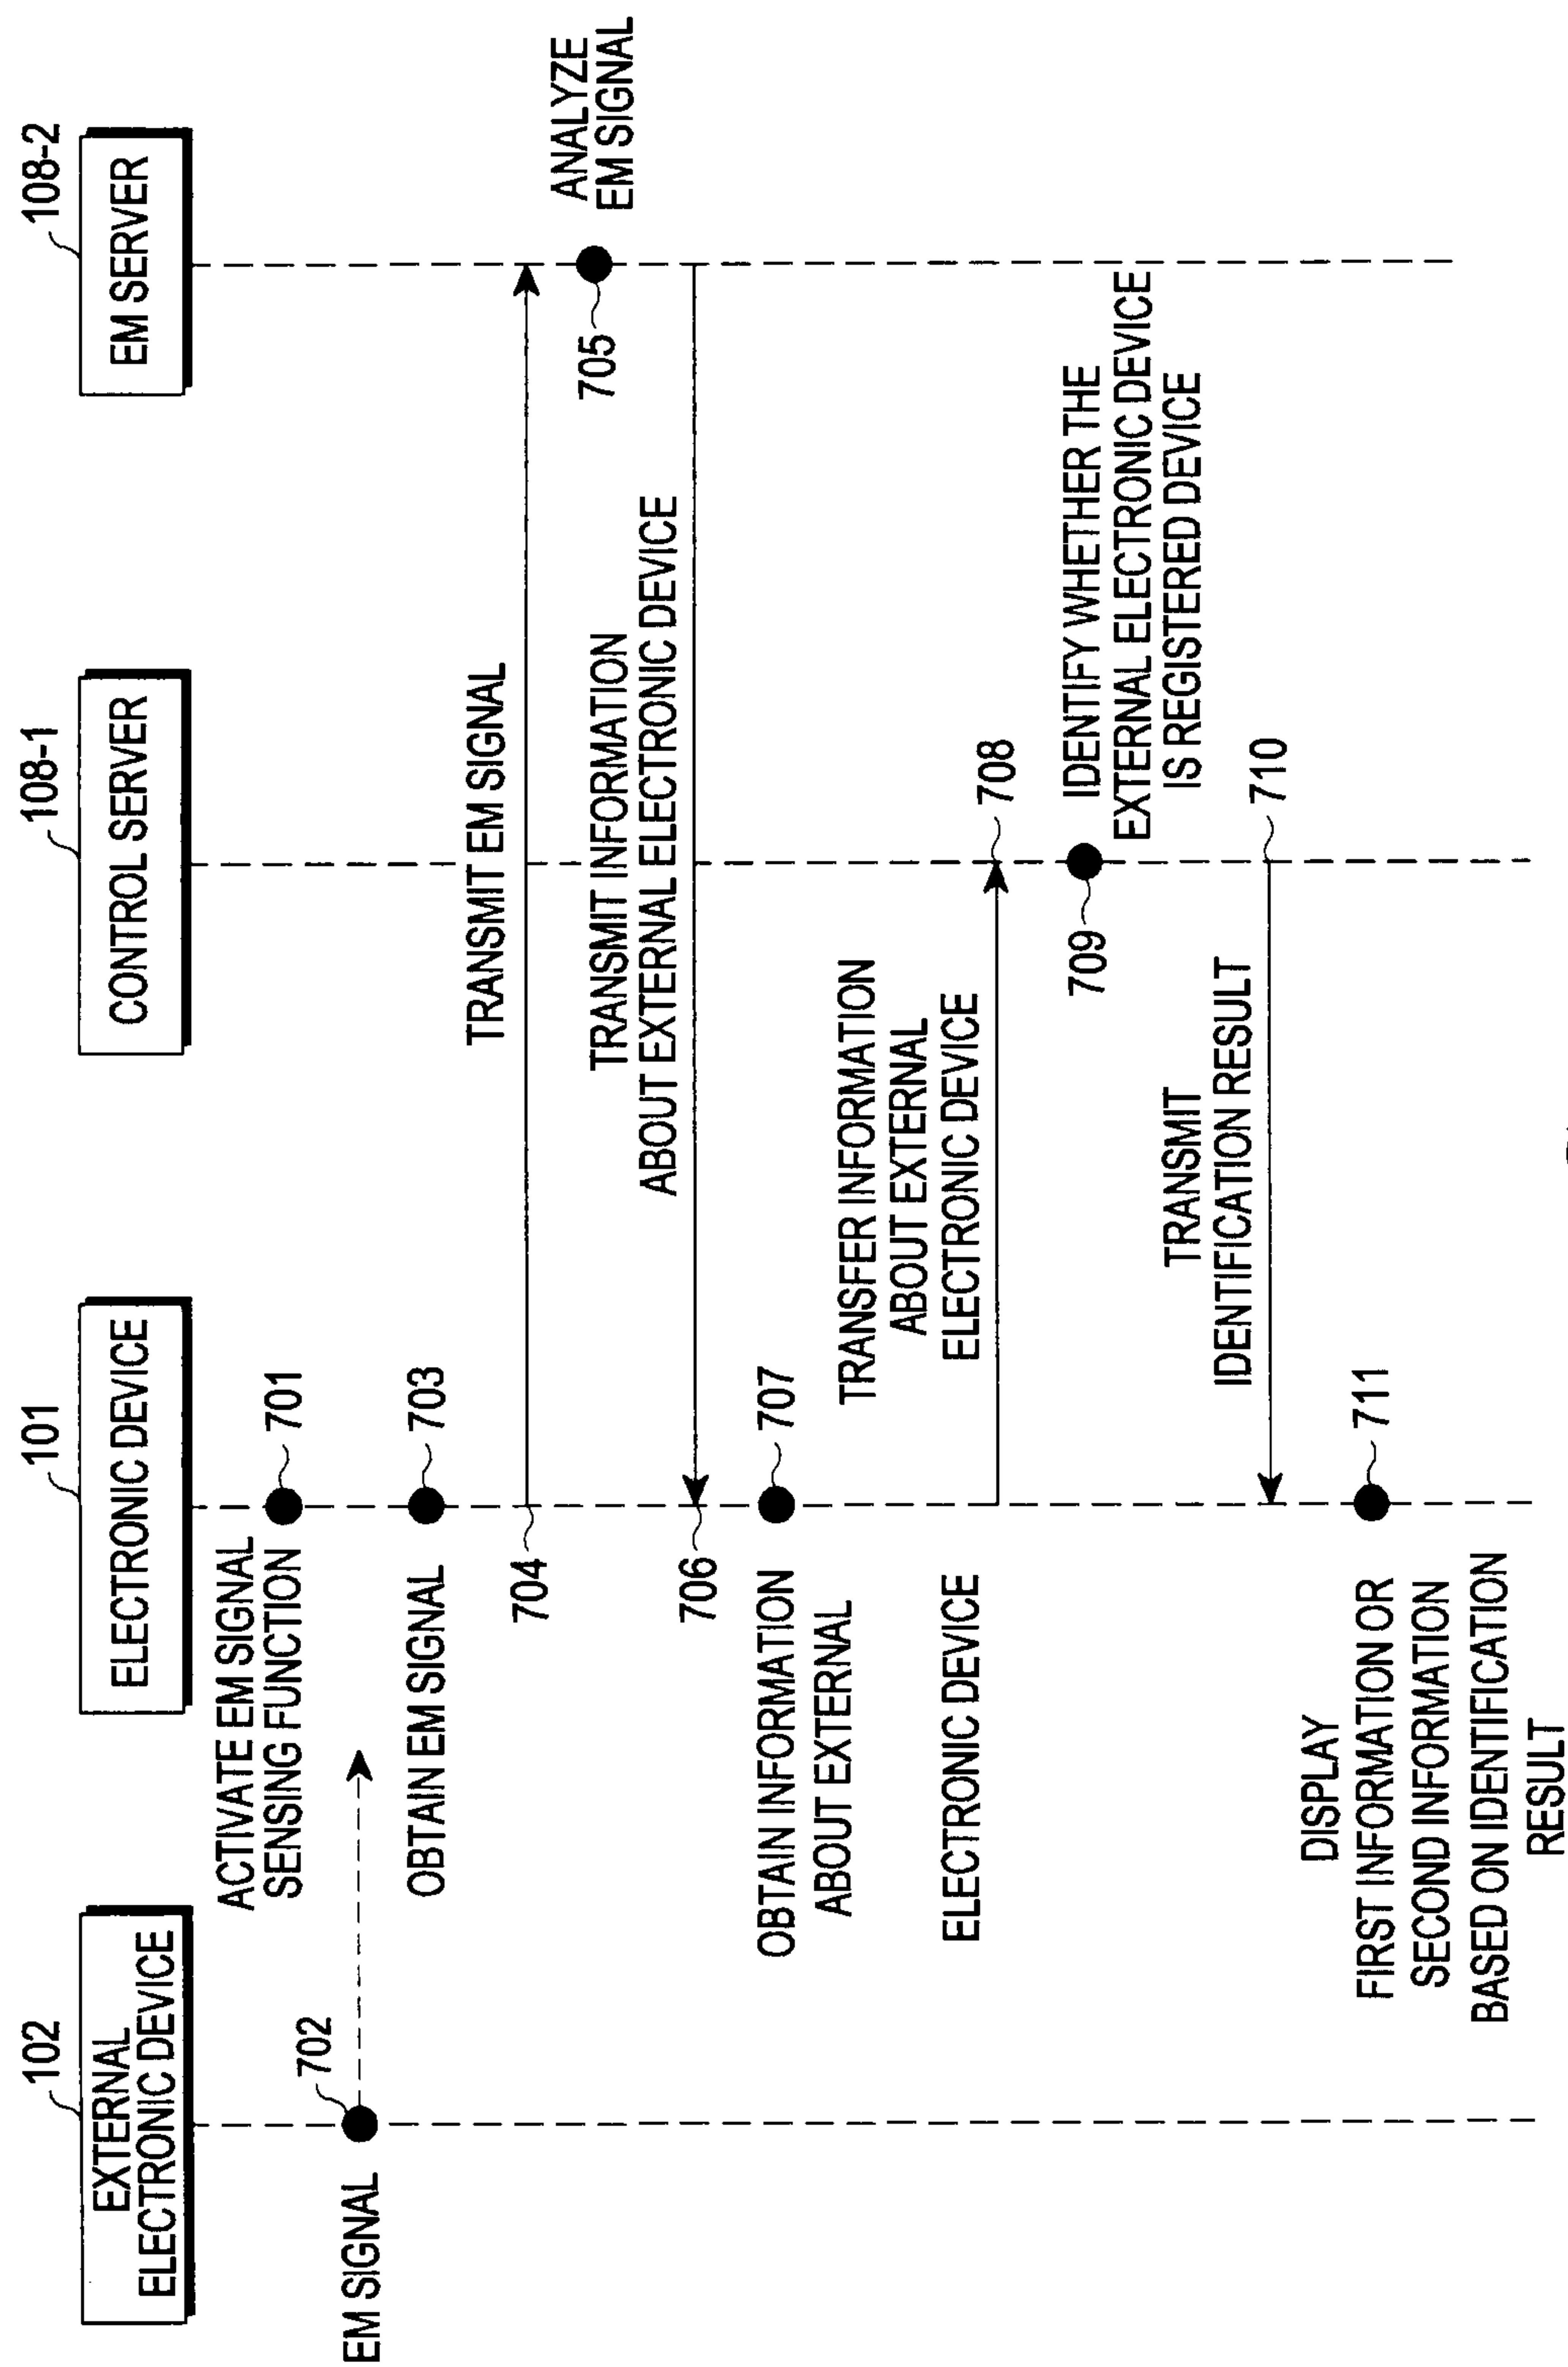 102
EXTERNAL
ELECTRONIC DEVICE
101
ELECTRONIC DEVICE
108-1
CONTROL SERVER
108-2
EM SERVER
ACTIVATE EM SIGNAL
SENSING FUNCTION
701
702
EM SIGNAL
OBTAIN EM SIGNAL
703
TRANSMIT EM SIGNAL
704
ANALYZE
EM SIGNAL
705
TRANSMIT INFORMATION
ABOUT EXTERNAL ELECTRONIC DEVICE
706
OBTAIN INFORMATION
ABOUT EXTERNAL
ELECTRONIC DEVICE
707
TRANSFER INFORMATION
ABOUT EXTERNAL
ELECTRONIC DEVICE
708
709
IDENTIFY WHETHER THE
EXTERNAL ELECTRONIC DEVICE
IS REGISTERED DEVICE
TRANSMIT
IDENTIFICATION RESULT
710
DISPLAY
FIRST INFORMATION OR
SECOND INFORMATION
BASED ON IDENTIFICATION
RESULT
711